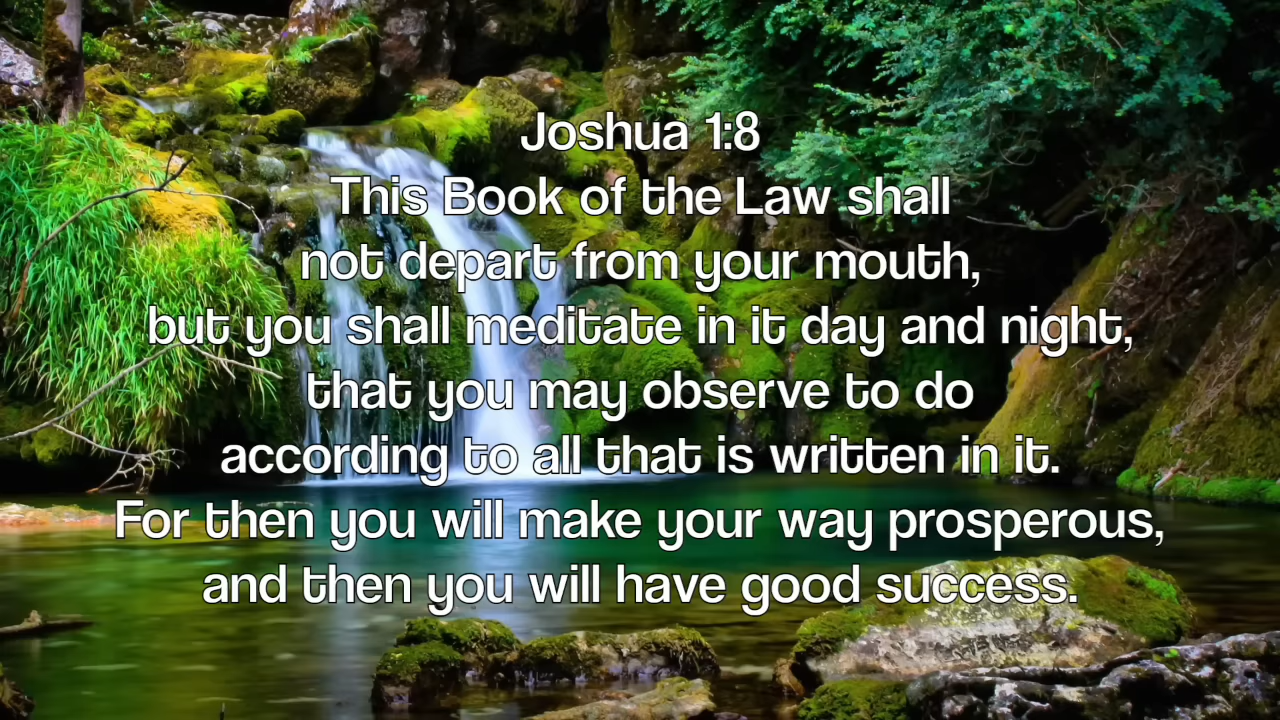 Joshua 1:8
This Book of the Law shall
not depart from your mouth,
but you shall meditate in it day and night,
that you may observe to do
according to all that is written in it.
For then you will make your way prosperous,
and then you will have good success.